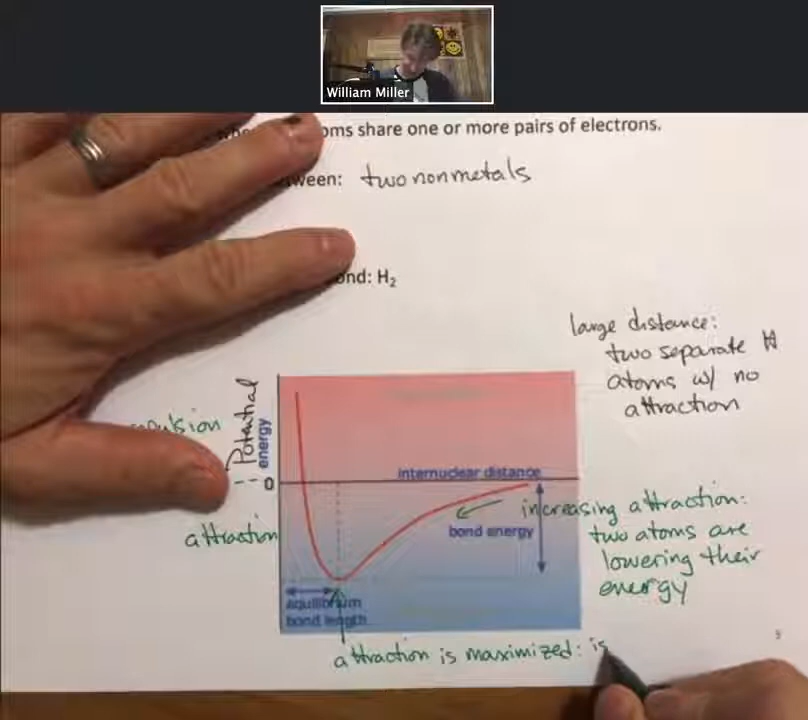 William Miller
oms share one or more pairs of electrons.
ween: two nonmetals
ond: H₂
large distance:
two separate H
atoms w/ no
attraction
Potential
energy
pulsion
0
internuclear distance
attraction
increasing attraction:
bond energy
two atoms are
lowering their
energy
equilibrium
bond length
attraction is maximized: is